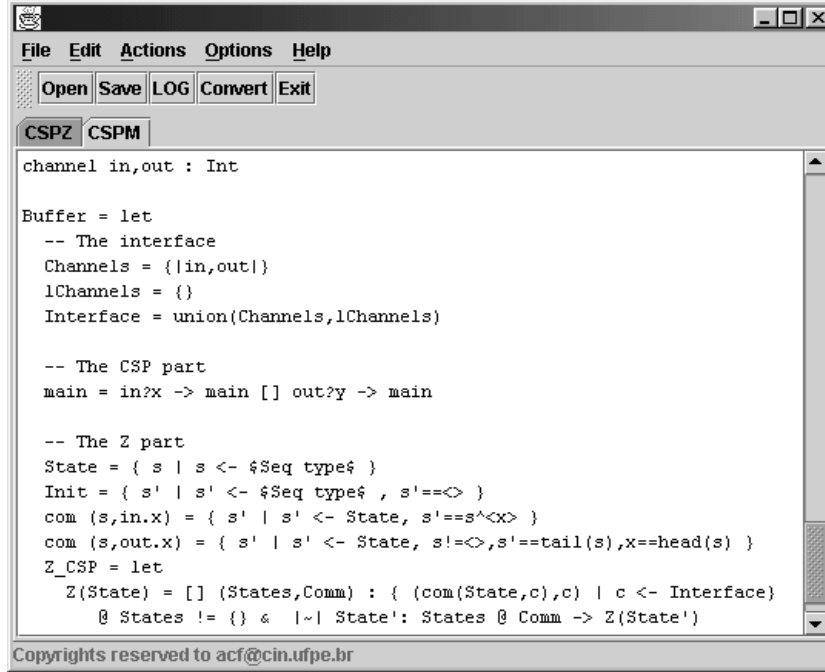 File Edit Actions Options Help
Open Save LOG Convert Exit
CSPZ CSPM
channel in,out : Int
Buffer = let
-- The interface
Channels = {|in,out|}
lChannels = {}
Interface = union(Channels,lChannels)
-- The CSP part
main = in?x -> main [] out?y -> main
-- The Z part
State = { s | s <- $Seq type$ }
Init = { s' | s' <- $Seq type$ , s'==<> }
com (s,in.x) = { s' | s' <- State, s'==s^<x> }
com (s,out.x) = { s' | s' <- State, s!=<>,s'==tail(s),x==head(s) }
Z_CSP = let
Z(State) = [] (States,Comm) : { (com(State,c),c) | c <- Interface}
@ States != {} & |~| State': States @ Comm -> Z(State')
Copyrights reserved to acf@cin.ufpe.br